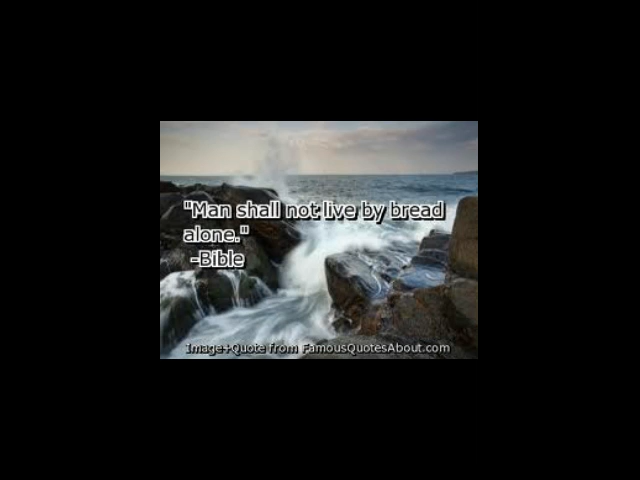 "Man shall not live by bread
alone."
-Bible
Image+Quote from FamousQuotesAbout.com